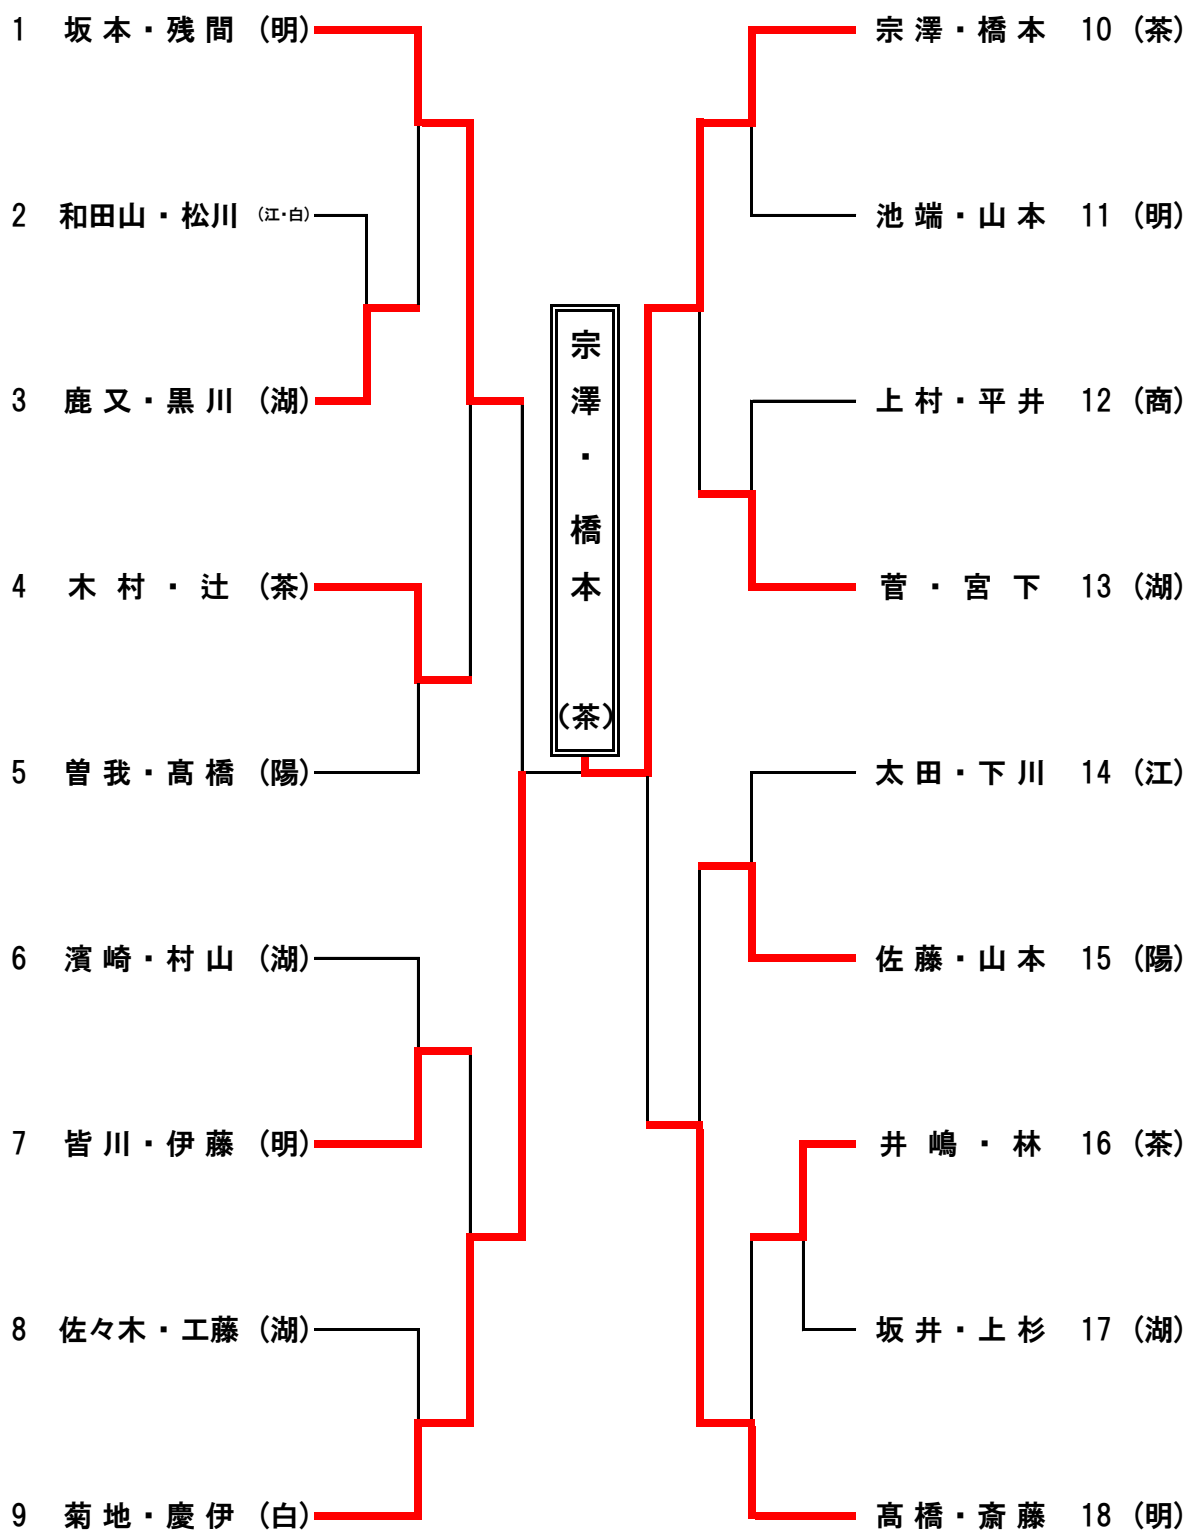 1 坂本・残間 (明)
2 和田山・松川 (江・白)
3 鹿又・黒川 (湖)
4 木村・辻 (茶)
5 曽我・髙橋 (陽)
6 濱崎・村山 (湖)
7 皆川・伊藤 (明)
8 佐々木・工藤 (湖)
9 菊地・慶伊 (白)
宗澤・橋本 (茶)
宗澤・橋本 10 (茶)
池端・山本 11 (明)
上村・平井 12 (商)
菅・宮下 13 (湖)
太田・下川 14 (江)
佐藤・山本 15 (陽)
井嶋・林 16 (茶)
坂井・上杉 17 (湖)
髙橋・斎藤 18 (明)